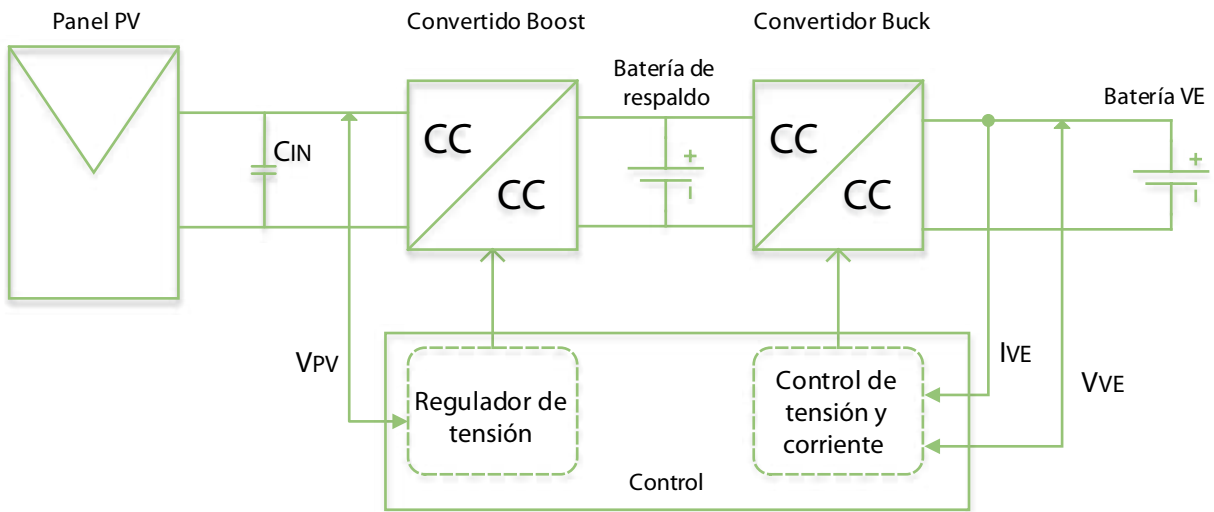 Panel PV
Convertido Boost
Convertidor Buck
Batería de
respaldo
Batería VE
CIN
CC
CC
CC
CC
+
+
VPV
IVE
VVE
Regulador de
tensión
Control de
tensión y
corriente
Control